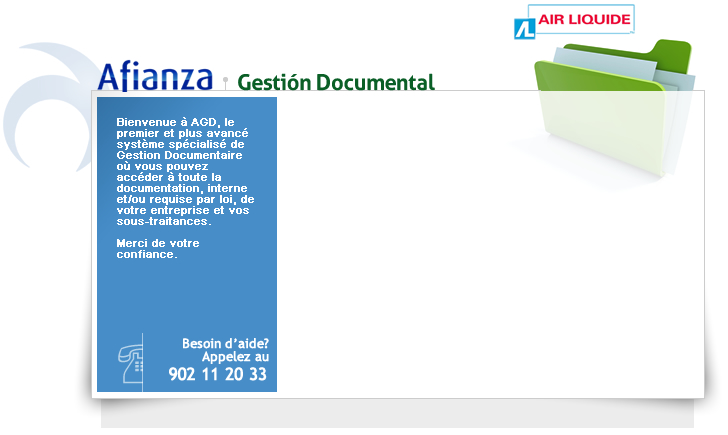 AIR LIQUIDE
Afianza
Gestión Documental
Bienvenue à AGD, le
premier et plus avancé
système spécialisé de
Gestion Documentaire
où vous pouvez
accéder à toute la
documentation, interne
et/ou requise par loi, de
votre entreprise et vos
sous-traitances.
Merci de votre
confiance.
Besoin d'aide?
Appelez au
902 11 20 33